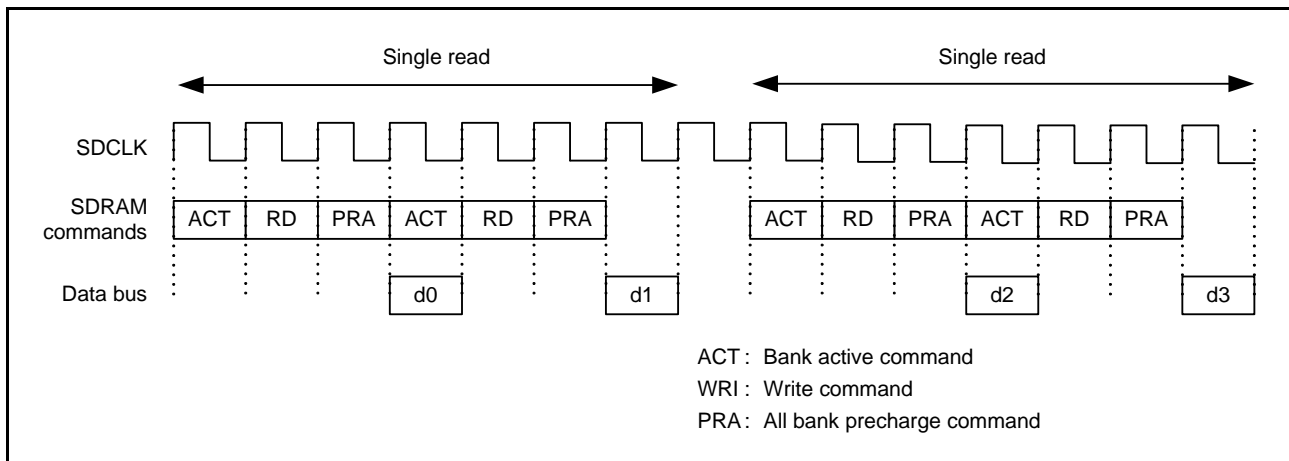 Single read Single read
SDCLK
SDRAM
commands
ACT RD PRA ACT RD PRA ACT RD PRA ACT RD PRA
Data bus d0 d1 d2 d3
ACT : Bank active command
WRI : Write command
PRA : All bank precharge command